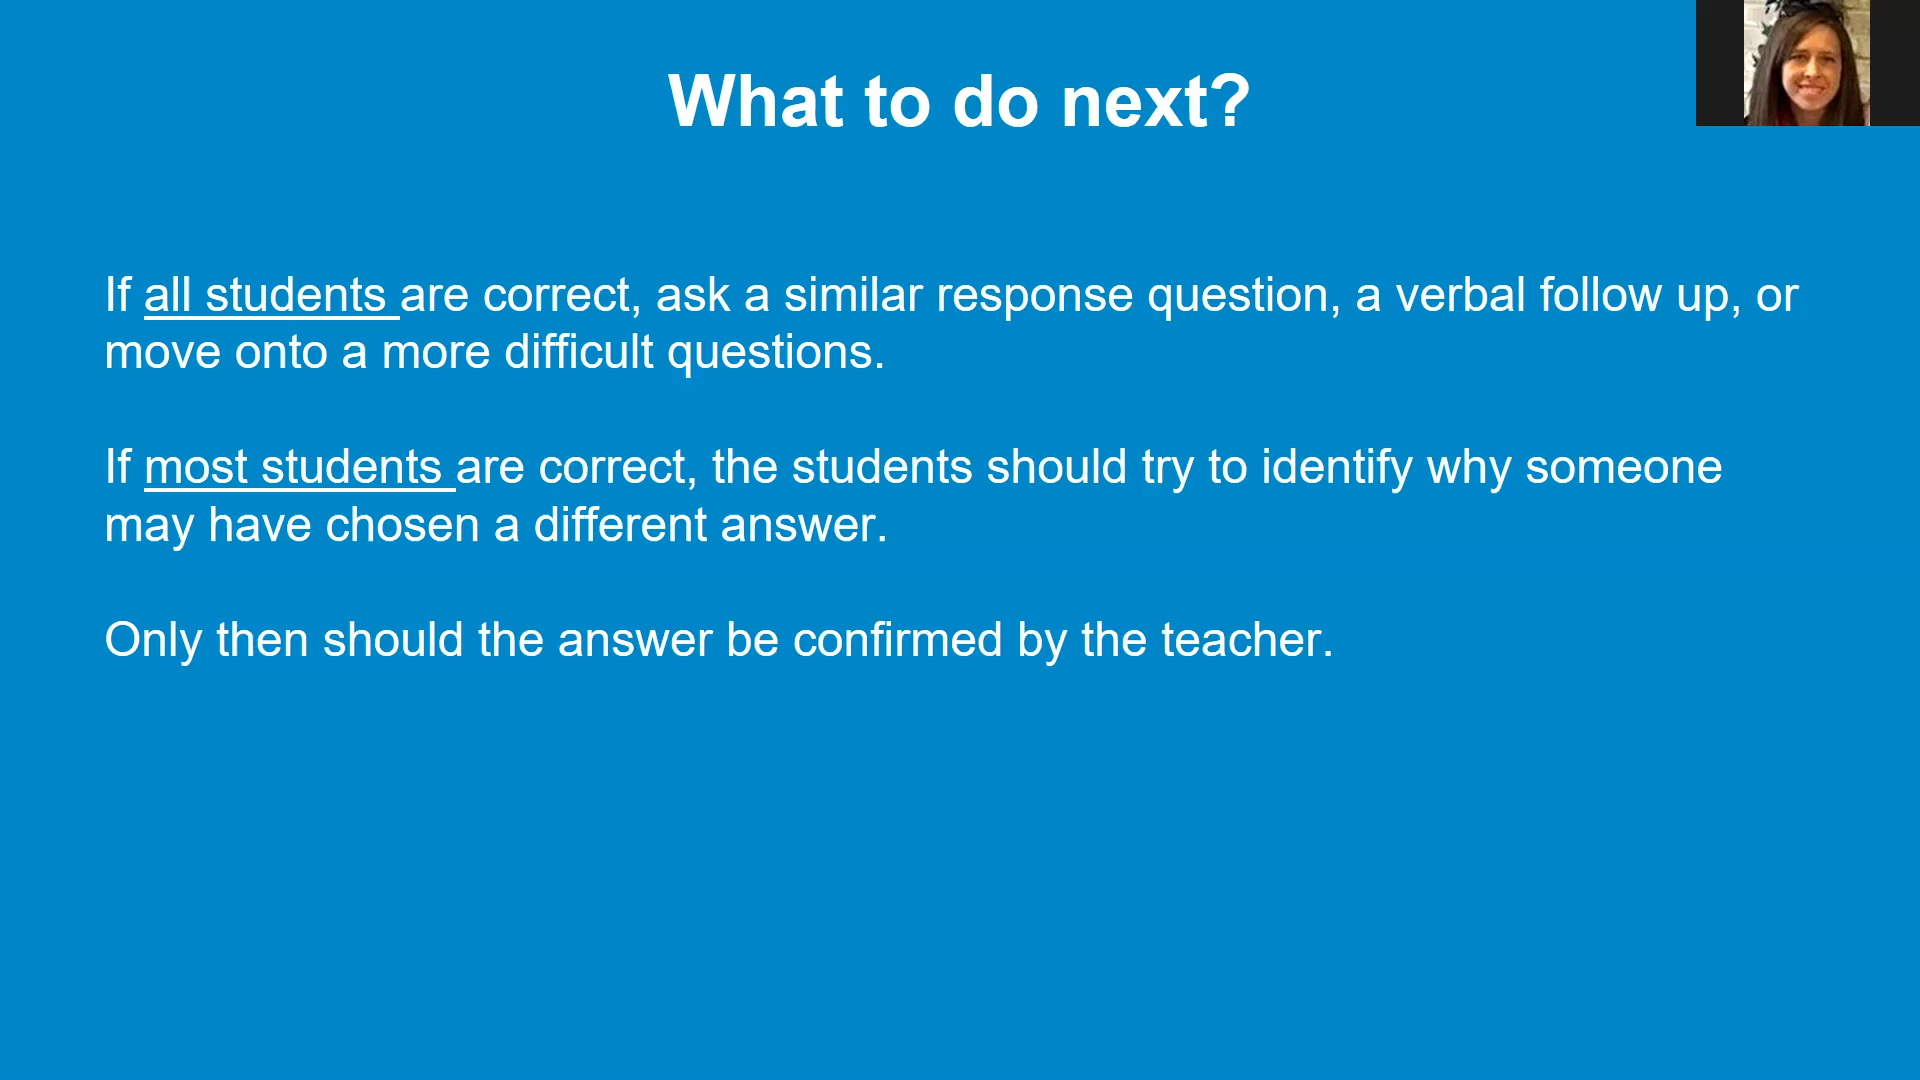 What to do next?
If all students are correct, ask a similar response question, a verbal follow up, or
move onto a more difficult questions.
If most students are correct, the students should try to identify why someone
may have chosen a different answer.
Only then should the answer be confirmed by the teacher.